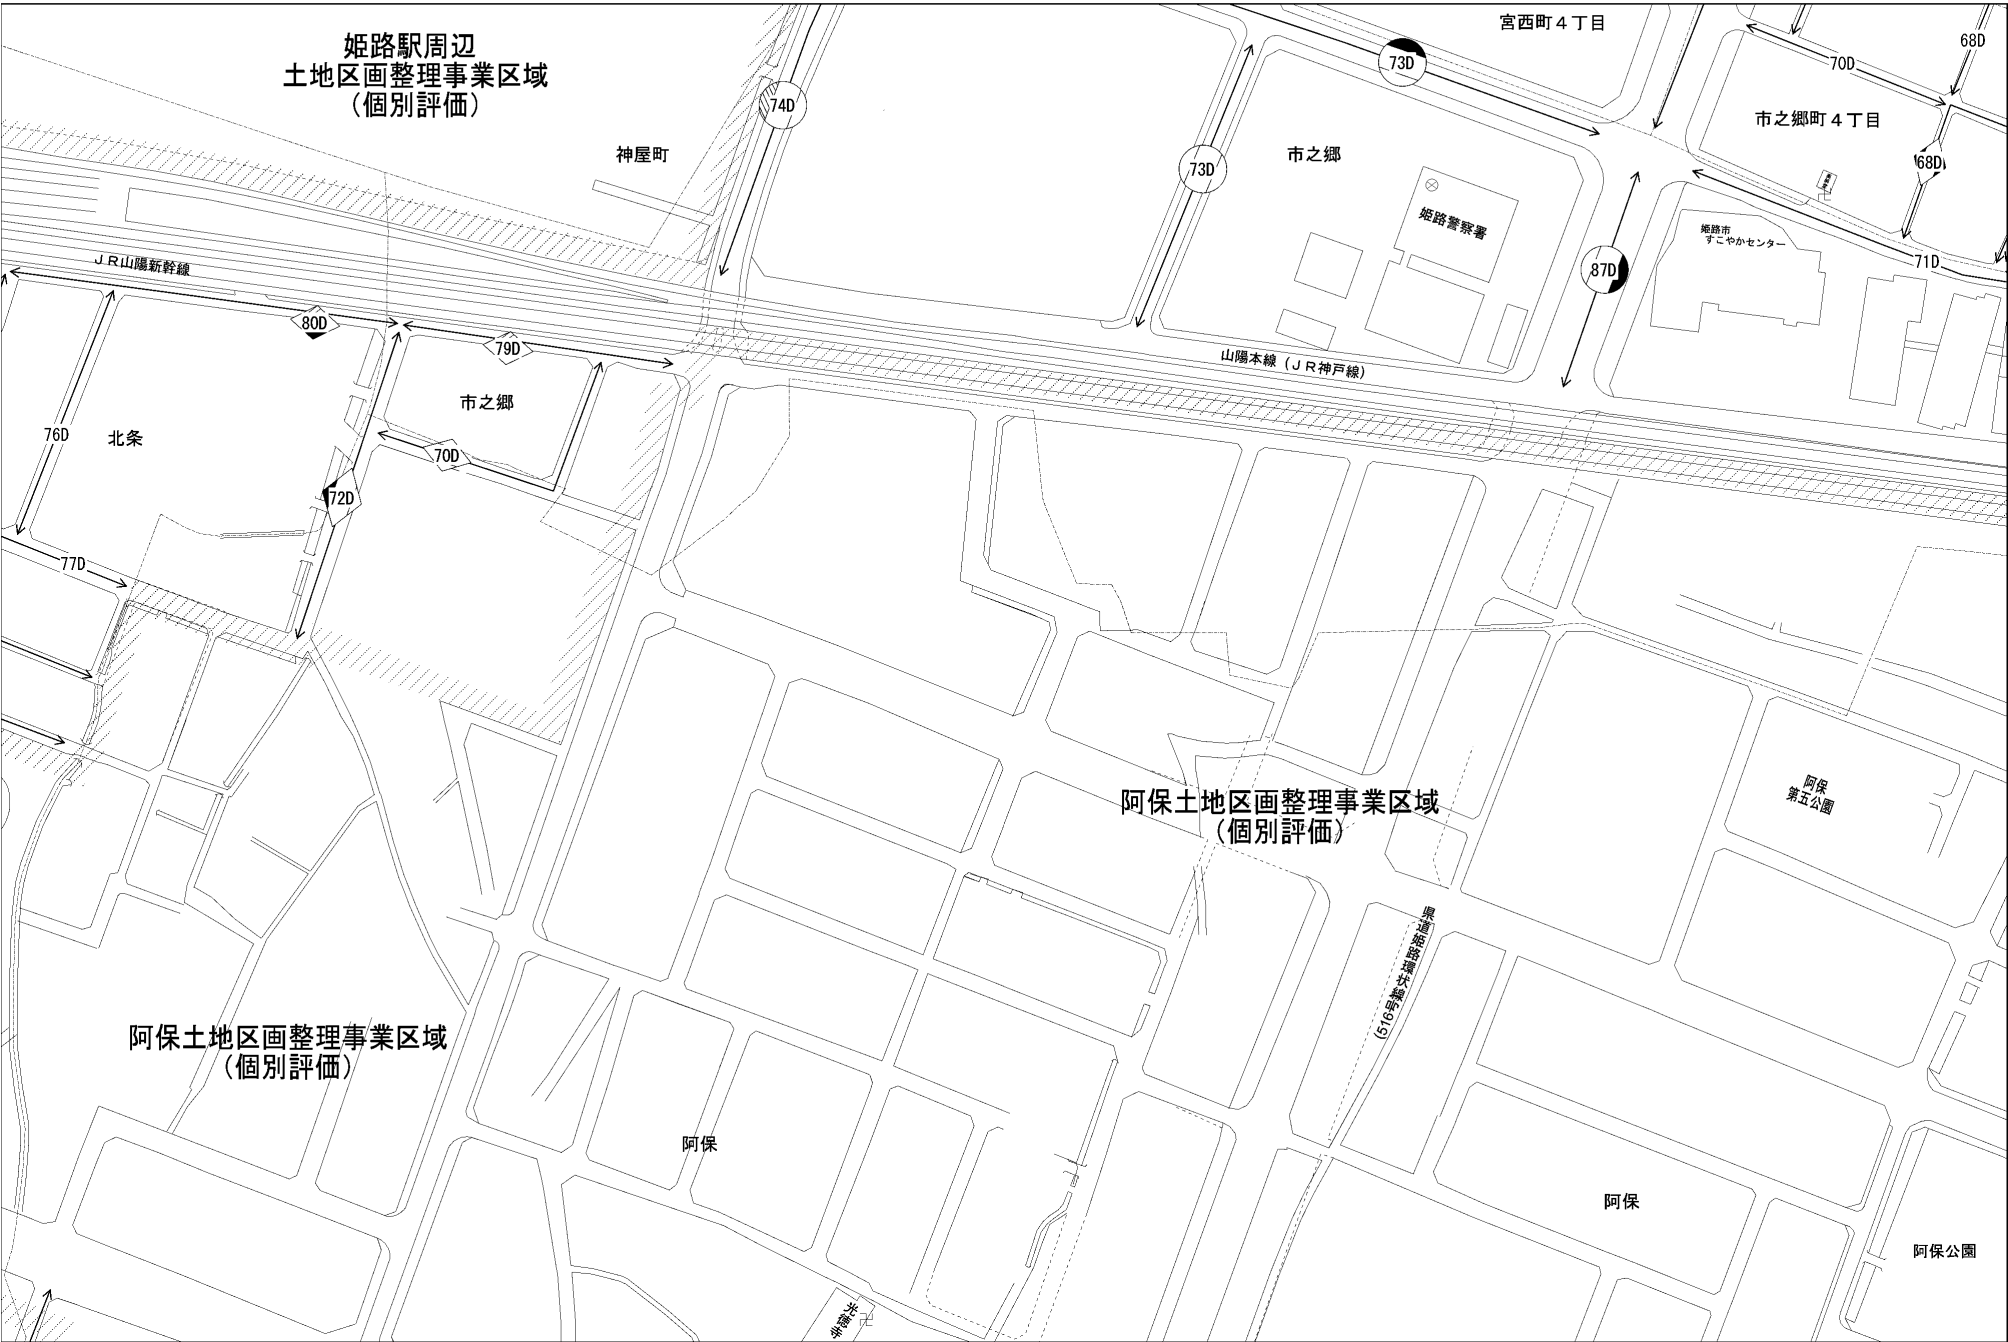 宮西町４丁目
68D
姫路駅周辺
土地区画整理事業区域
（個別評価）
73D
70D
74D
市之郷町４丁目
神屋町
市之郷
73D
68D
姫路警察署
姫路市
すこやかセンター
71D
87D
ＪＲ山陽新幹線
80D
79D
山陽本線（ＪＲ神戸線）
市之郷
76D
北条
70D
72D
77D
阿保
第五公園
阿保土地区画整理事業区域
（個別評価）
県道姫路環状線
(516号)
阿保土地区画整理事業区域
（個別評価）
阿保
阿保
阿保公園
光徳寺